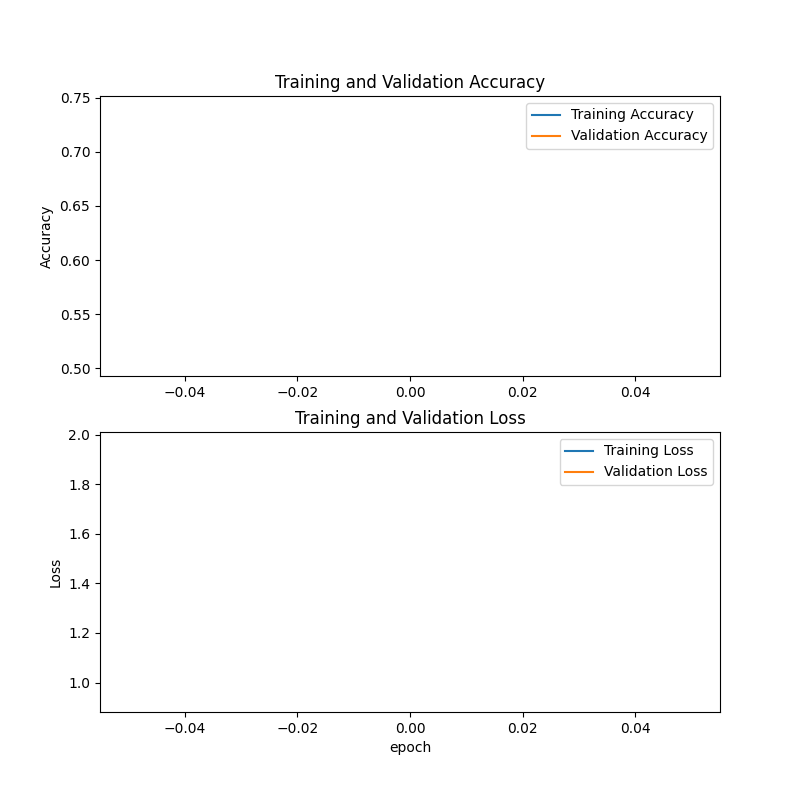 Training and Validation Accuracy
0.75
Training Accuracy
Validation Accuracy
0.70
0.65
Accuracy
0.60
0.55
0.50
−0.04 −0.02 0.00 0.02 0.04
Training and Validation Loss
2.0
Training Loss
Validation Loss
1.8
1.6
Loss
1.4
1.2
1.0
−0.04 −0.02 0.00 0.02 0.04
epoch